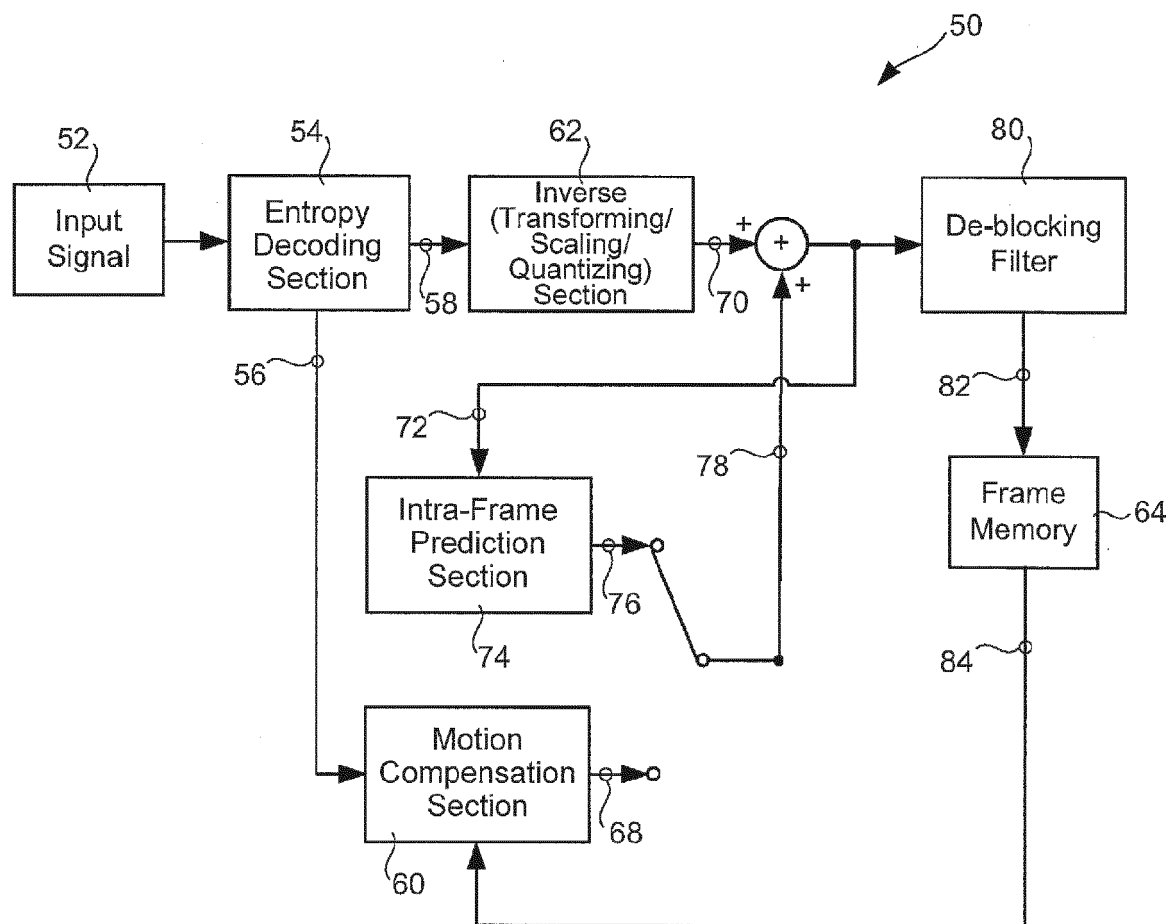 50
52
54
62
80
Input
Signal
Entropy
Decoding
Section
58
Inverse
(Transforming/
Scaling/
Quantizing)
Section
70
+
+
+
De-blocking
Filter
56
72
78
82
Intra-Frame
Prediction
Section
76
74
Frame
Memory
64
84
Motion
Compensation
Section
68
60